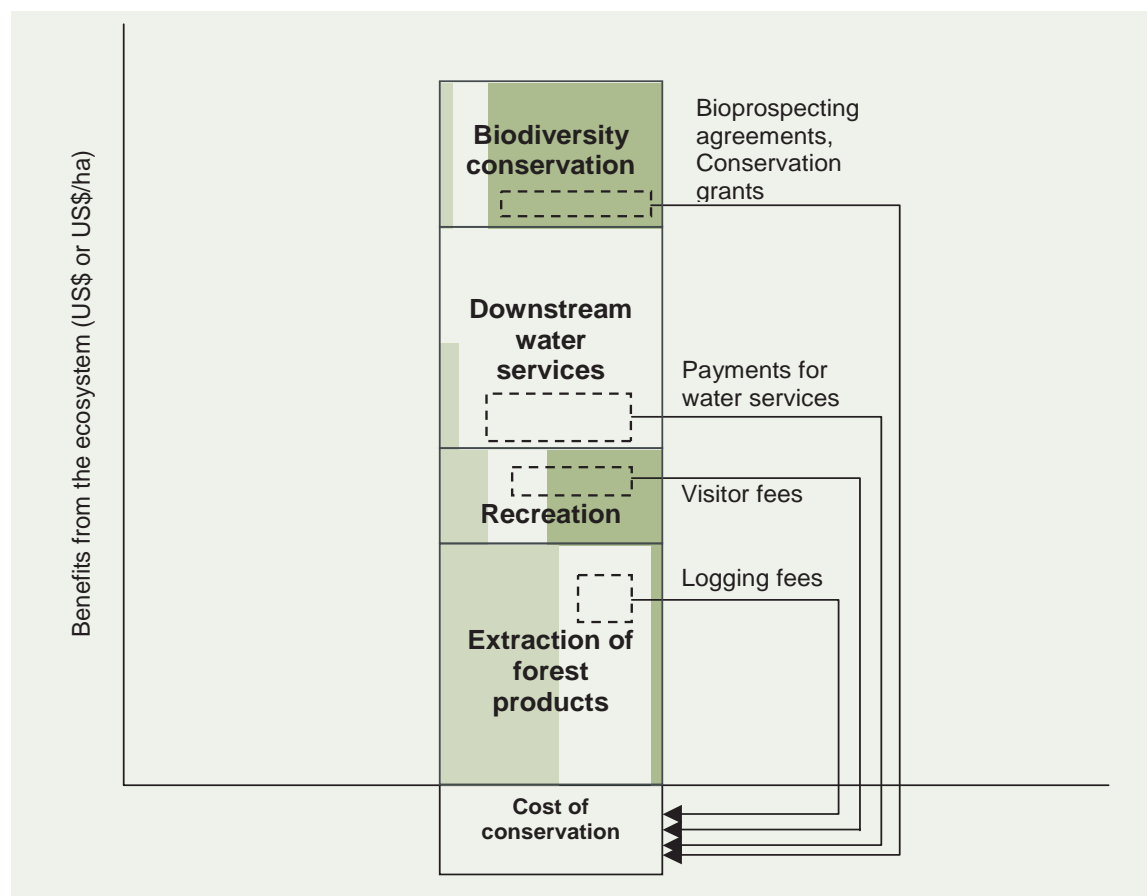 Benefits from the ecosystem (US$ or US$/ha)
Biodiversity
conservation
Bioprospecting
agreements,
Conservation
grants
Downstream
water
services
Payments for
water services
Recreation
Visitor fees
Logging fees
Extraction of
forest
products
Cost of
conservation